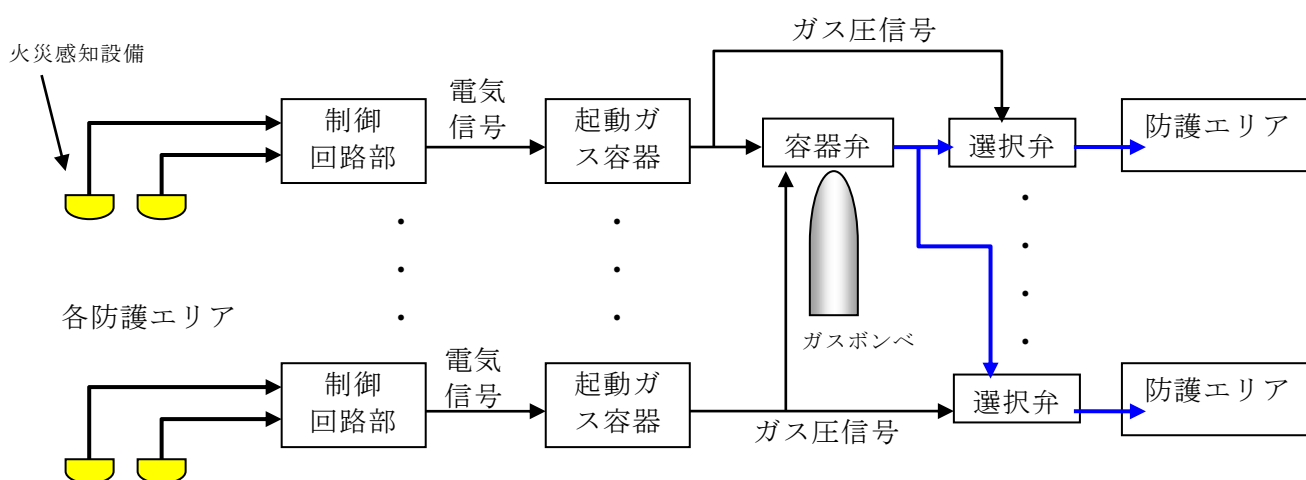 ガス圧信号
火災感知設備
制御
回路部
電気
信号
起動ガ
ス容器
容器弁
選択弁
防護エリア
各防護エリア
ガスボンベ
制御
回路部
電気
信号
起動ガ
ス容器
ガス圧信号
選択弁
防護エリア